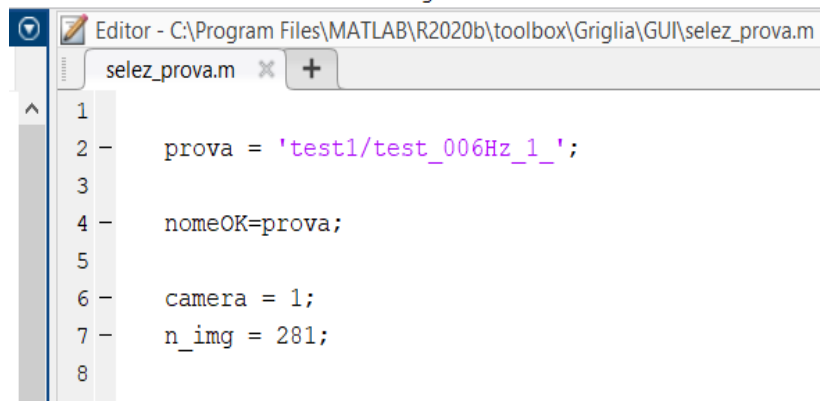 Editor - C:\Program Files\MATLAB\R2020b\toolbox\Griglia\GUI\selez_prova.m
selez_prova.m × +
1
2 - prova = 'test1/test_006Hz_1_';
3
4 - nomeOK=prova;
5
6 - camera = 1;
7 - n_img = 281;
8